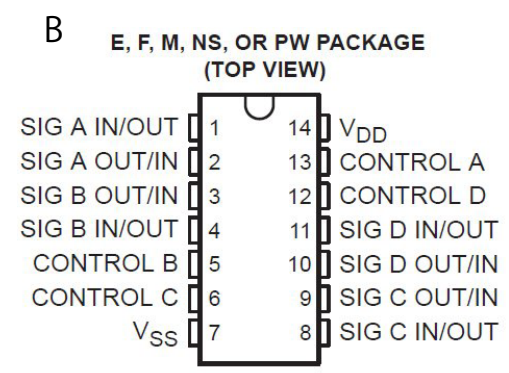 B
E, F, M, NS, OR PW PACKAGE
(TOP VIEW)
SIG A IN/OUT 1 14 VDD
SIG A OUT/IN 2 13 CONTROL A
SIG B OUT/IN 3 12 CONTROL D
SIG B IN/OUT 4 11 SIG D IN/OUT
CONTROL B 5 10 SIG D OUT/IN
CONTROL C 6 9 SIG C OUT/IN
VSS 7 8 SIG C IN/OUT